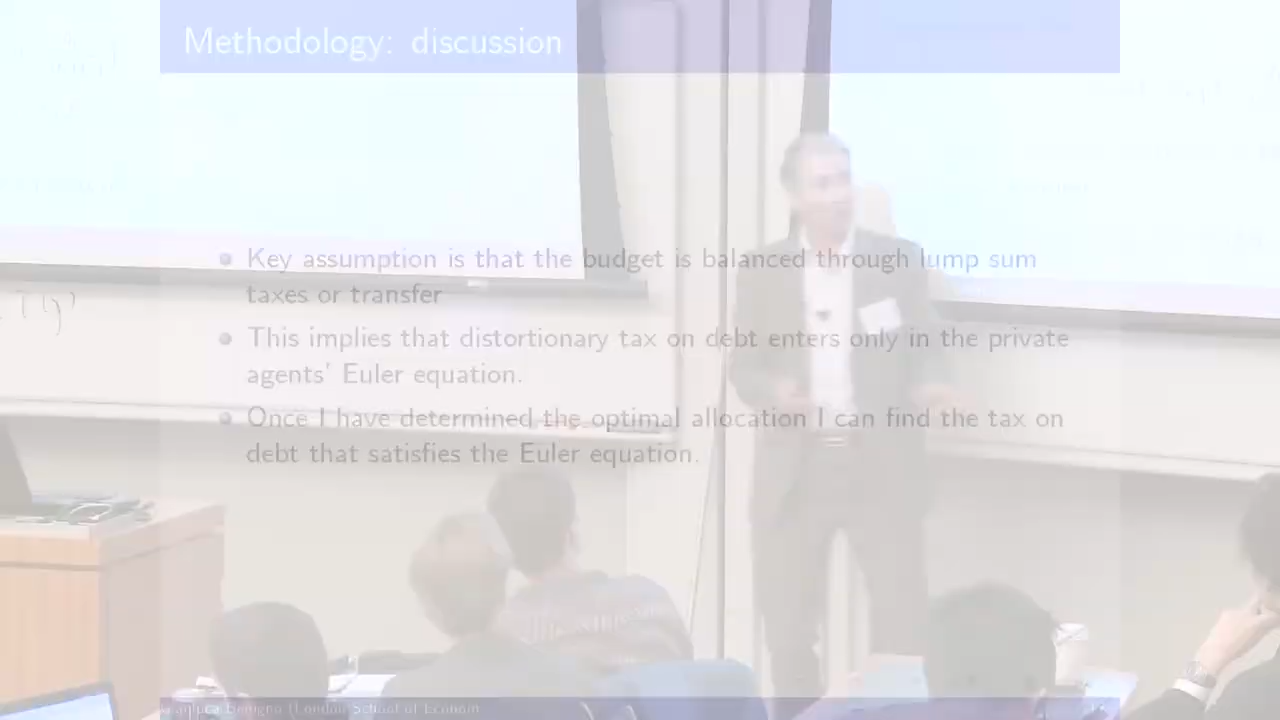 Methodology: discussion
Key assumption is that the budget is balanced through lump sum
taxes or transfer
This implies that distortionary tax on debt enters only in the private
agents' Euler equation.
Once I have determined the optimal allocation I can find the tax on
debt that satisfies the Euler equation.
Gianluca Benigno (London School of Econom